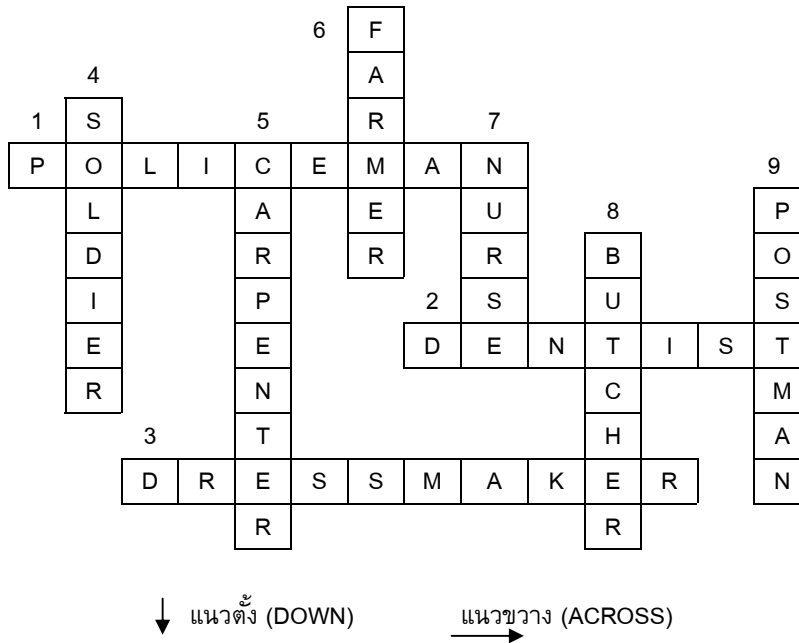 6 F
4 A
1 S 5 R 7
P O L I C E M A N 9
L A E U 8 P
D R R R B O
I P 2 S U S
E E D E N T I S T
R N C M
3 T H A
D R E S S M A K E R N
R R
แนวตั้ง (DOWN) แนวขวาง (ACROSS)